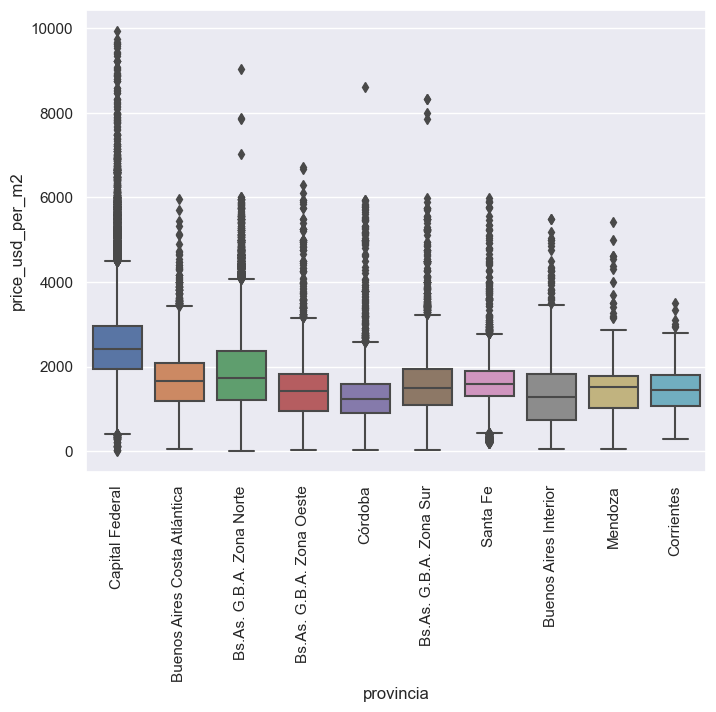 10000
8000
6000
4000
2000
0
price_usd_per_m2
Capital Federal
Buenos Aires Costa Atlántica
Bs.As. G.B.A. Zona Norte
Bs.As. G.B.A. Zona Oeste
Córdoba
Bs.As. G.B.A. Zona Sur
Santa Fe
Buenos Aires Interior
Mendoza
Corrientes
provincia